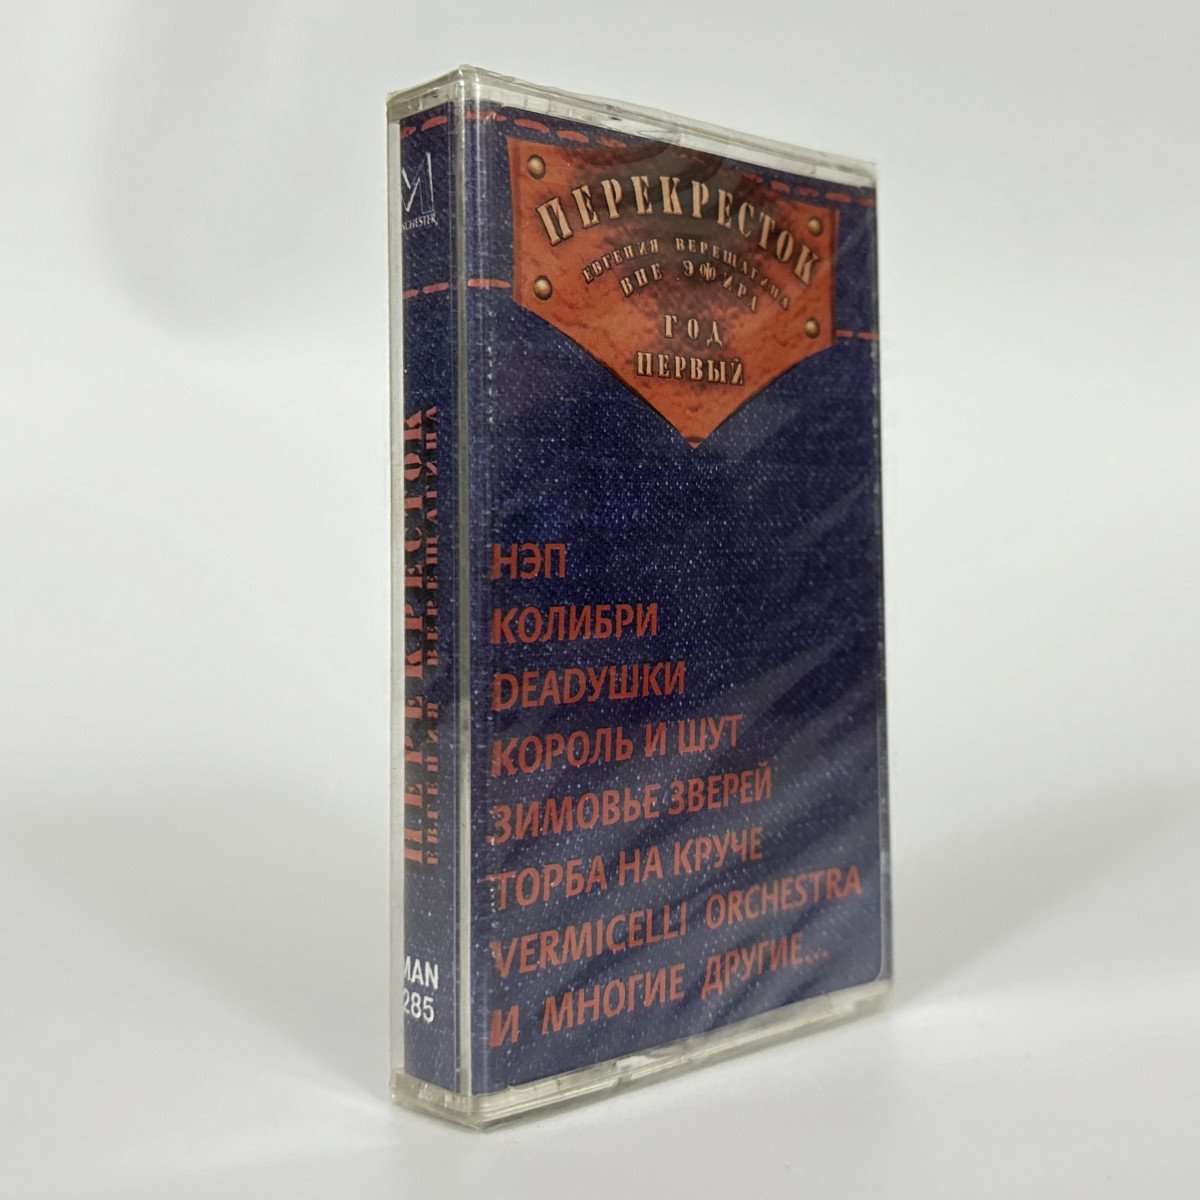 ПЕРЕКРЕСТОК
ЕВГЕНИЯ ВЕРЕЩАГИНА
ВНЕ ЭФИРА
ГОД
ПЕРВЫЙ
НЭП
КОЛИБРИ
DEADУШКИ
КОРОЛЬ И ШУТ
ЗИМОВЬЕ ЗВЕРЕЙ
ТОРБА НА КРУЧЕ
VERMICELLI ORCHESTRA
И МНОГИЕ ДРУГИЕ...
ПЕРЕКРЕСТОК
ЕВГЕНИЯ ВЕРЕЩАГИНА
MAN
285